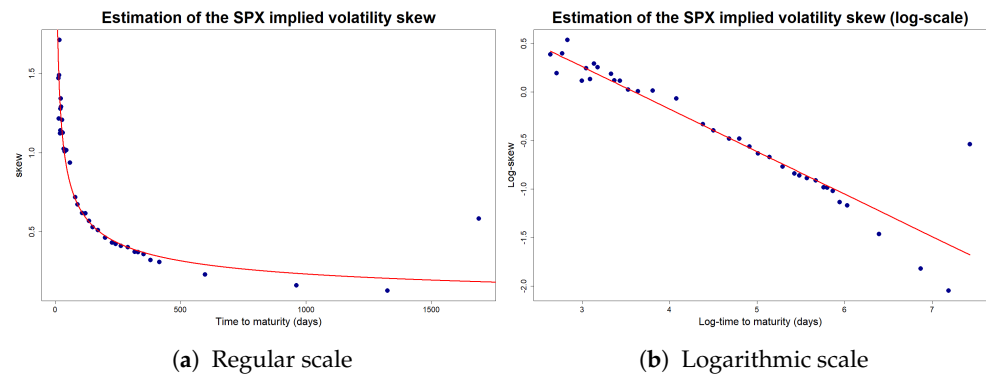 Estimation of the SPX implied volatility skew
skew
1.5
1.0
0.5
0
500
1000
1500
Time to maturity (days)
(a) Regular scale
Estimation of the SPX implied volatility skew (log-scale)
Log-skew
0.5
0.0
-0.5
-1.0
-1.5
-2.0
3
4
5
6
7
Log-time to maturity (days)
(b) Logarithmic scale